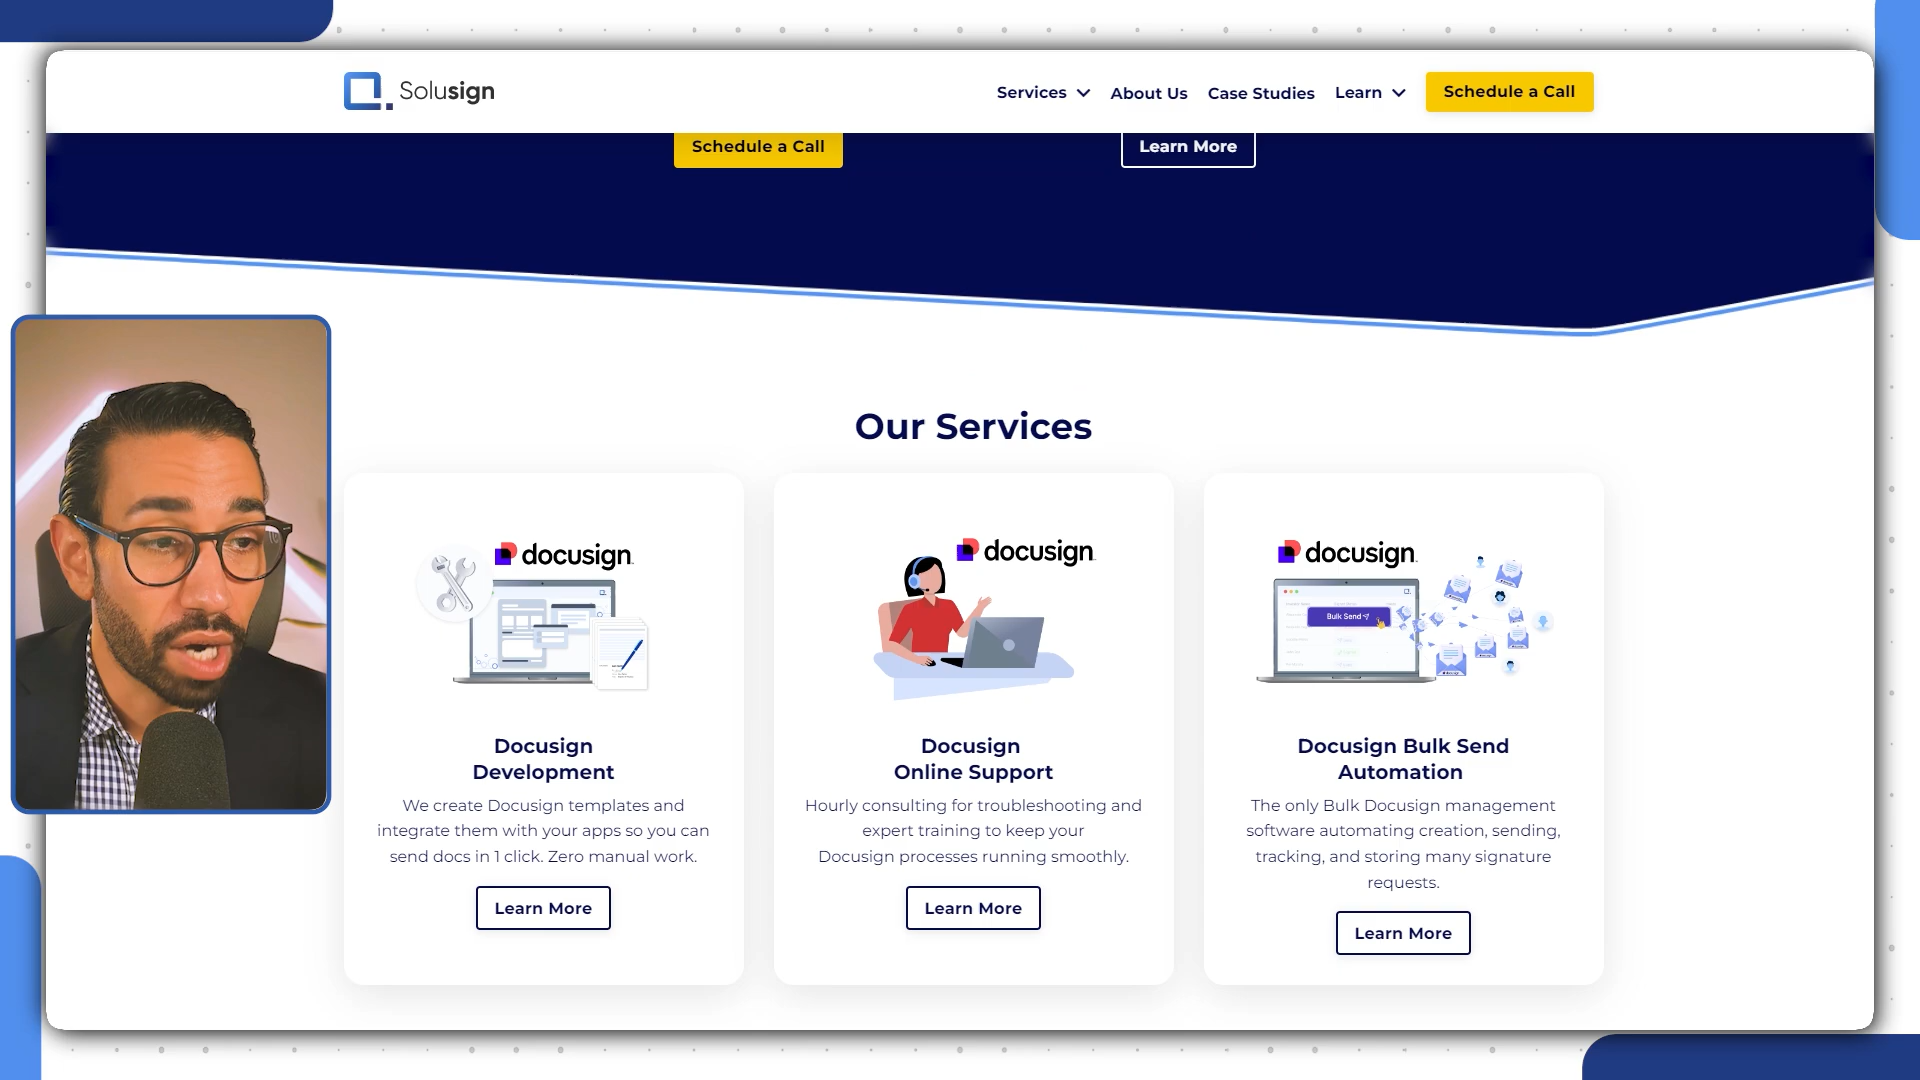 Solusign
Services
About Us
Case Studies
Learn
Schedule a Call
Schedule a Call
Learn More
Our Services
docusign
docusign
docusign
Bulk Send
Docusign
Development
We create Docusign templates and
integrate them with your apps so you can
send docs in 1 click. Zero manual work.
Learn More
Docusign
Online Support
Hourly consulting for troubleshooting and
expert training to keep your
Docusign processes running smoothly.
Learn More
Docusign Bulk Send
Automation
The only Bulk Docusign management
software automating creation, sending,
tracking, and storing many signature
requests.
Learn More